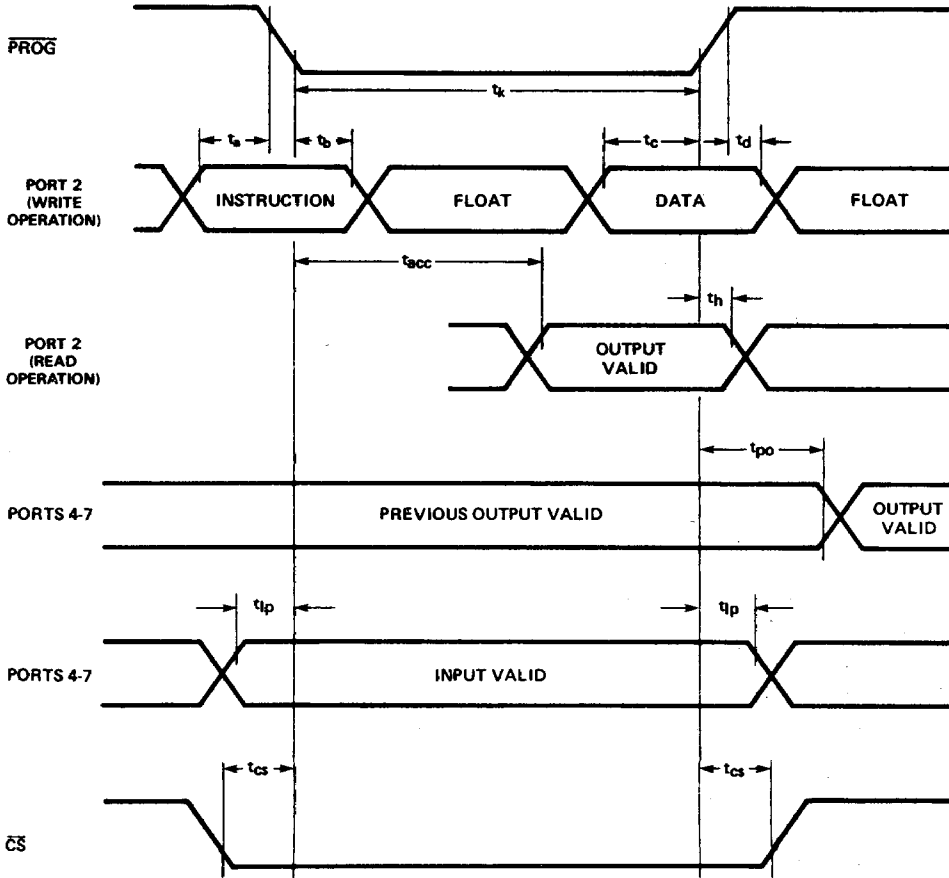 PROG
tk
ta
tb
tc
td
PORT 2
(WRITE
OPERATION)
INSTRUCTION
FLOAT
DATA
FLOAT
tacc
th
PORT 2
(READ
OPERATION)
OUTPUT
VALID
tpo
PORTS 4-7
PREVIOUS OUTPUT VALID
OUTPUT
VALID
tip
tip
PORTS 4-7
INPUT VALID
tcs
tcs
CS